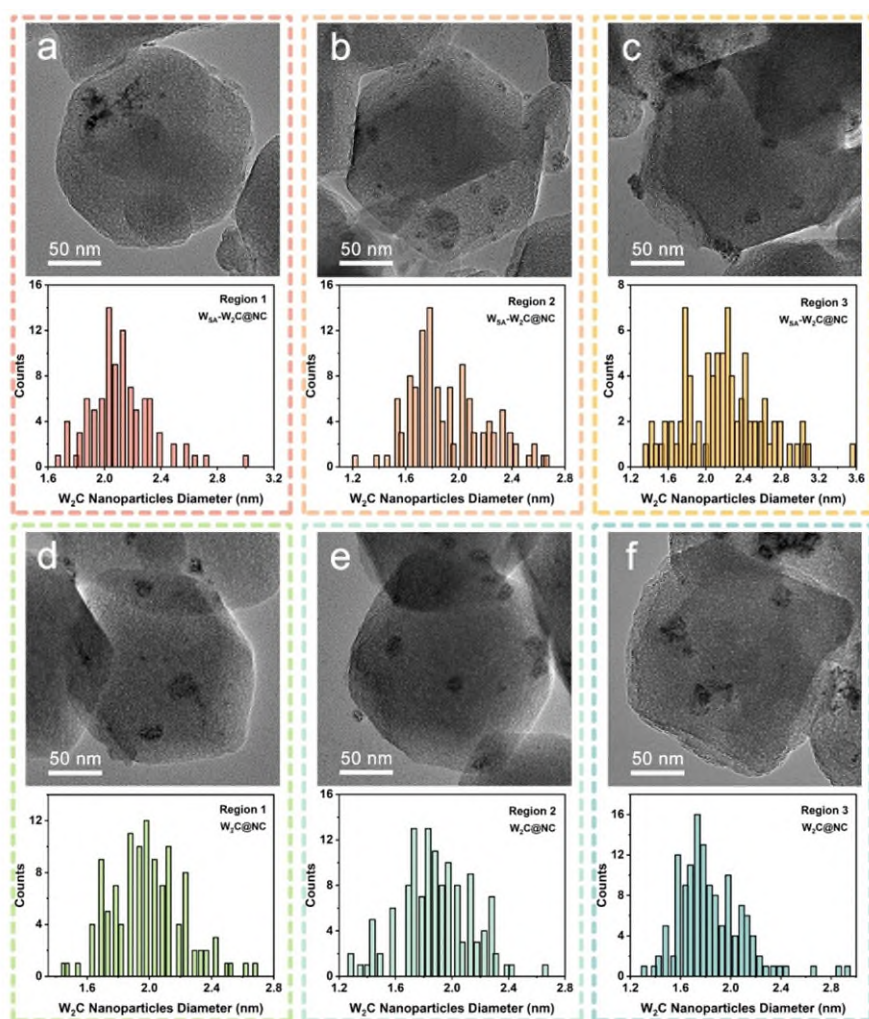 a
50 nm
b
50 nm
c
50 nm
16
12
8
4
0
Counts
Region 1
W_SA-W₂C@NC
1.6 2.0 2.4 2.8 3.2
W₂C Nanoparticles Diameter (nm)
16
12
8
4
0
Counts
Region 2
W_SA-W₂C@NC
1.2 1.6 2.0 2.4 2.8
W₂C Nanoparticles Diameter (nm)
8
6
4
2
0
Counts
Region 3
W_SA-W₂C@NC
1.2 1.6 2.0 2.4 2.8 3.2 3.6
W₂C Nanoparticles Diameter (nm)
d
50 nm
e
50 nm
f
50 nm
12
8
4
0
Counts
Region 1
W₂C@NC
1.6 2.0 2.4 2.8
W₂C Nanoparticles Diameter (nm)
16
12
8
4
0
Counts
Region 2
W₂C@NC
1.2 1.6 2.0 2.4 2.8
W₂C Nanoparticles Diameter (nm)
16
12
8
4
0
Counts
Region 3
W₂C@NC
1.2 1.6 2.0 2.4 2.8
W₂C Nanoparticles Diameter (nm)